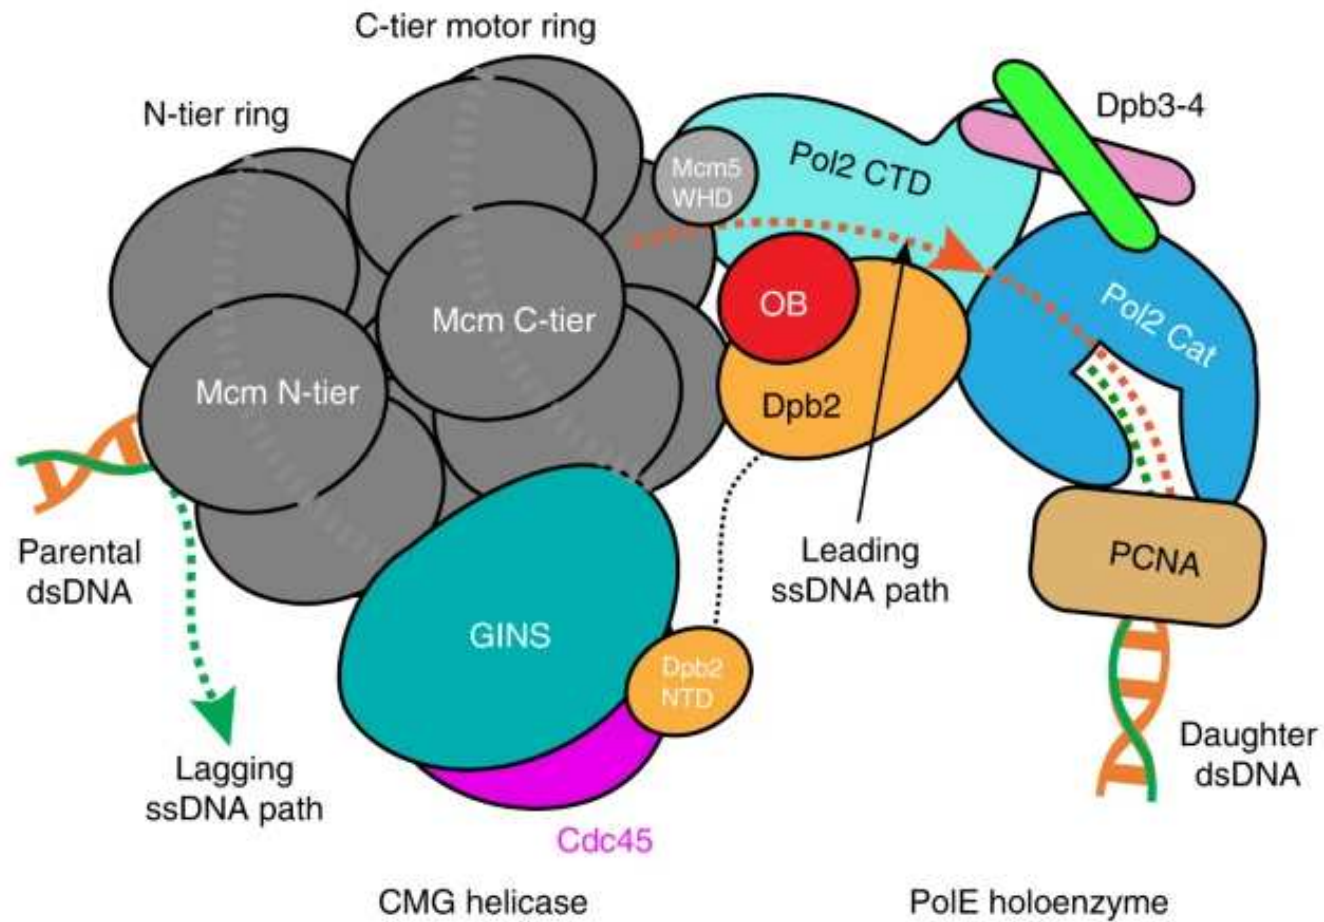 C-tier motor ring
N-tier ring
Dpb3-4
Mcm5
WHD
Pol2 CTD
OB
Pol2 Cat
Mcm C-tier
Mcm N-tier
Dpb2
Parental
dsDNA
Leading
ssDNA path
PCNA
GINS
Dpb2
NTD
Lagging
ssDNA path
Daughter
dsDNA
Cdc45
CMG helicase
PolE holoenzyme